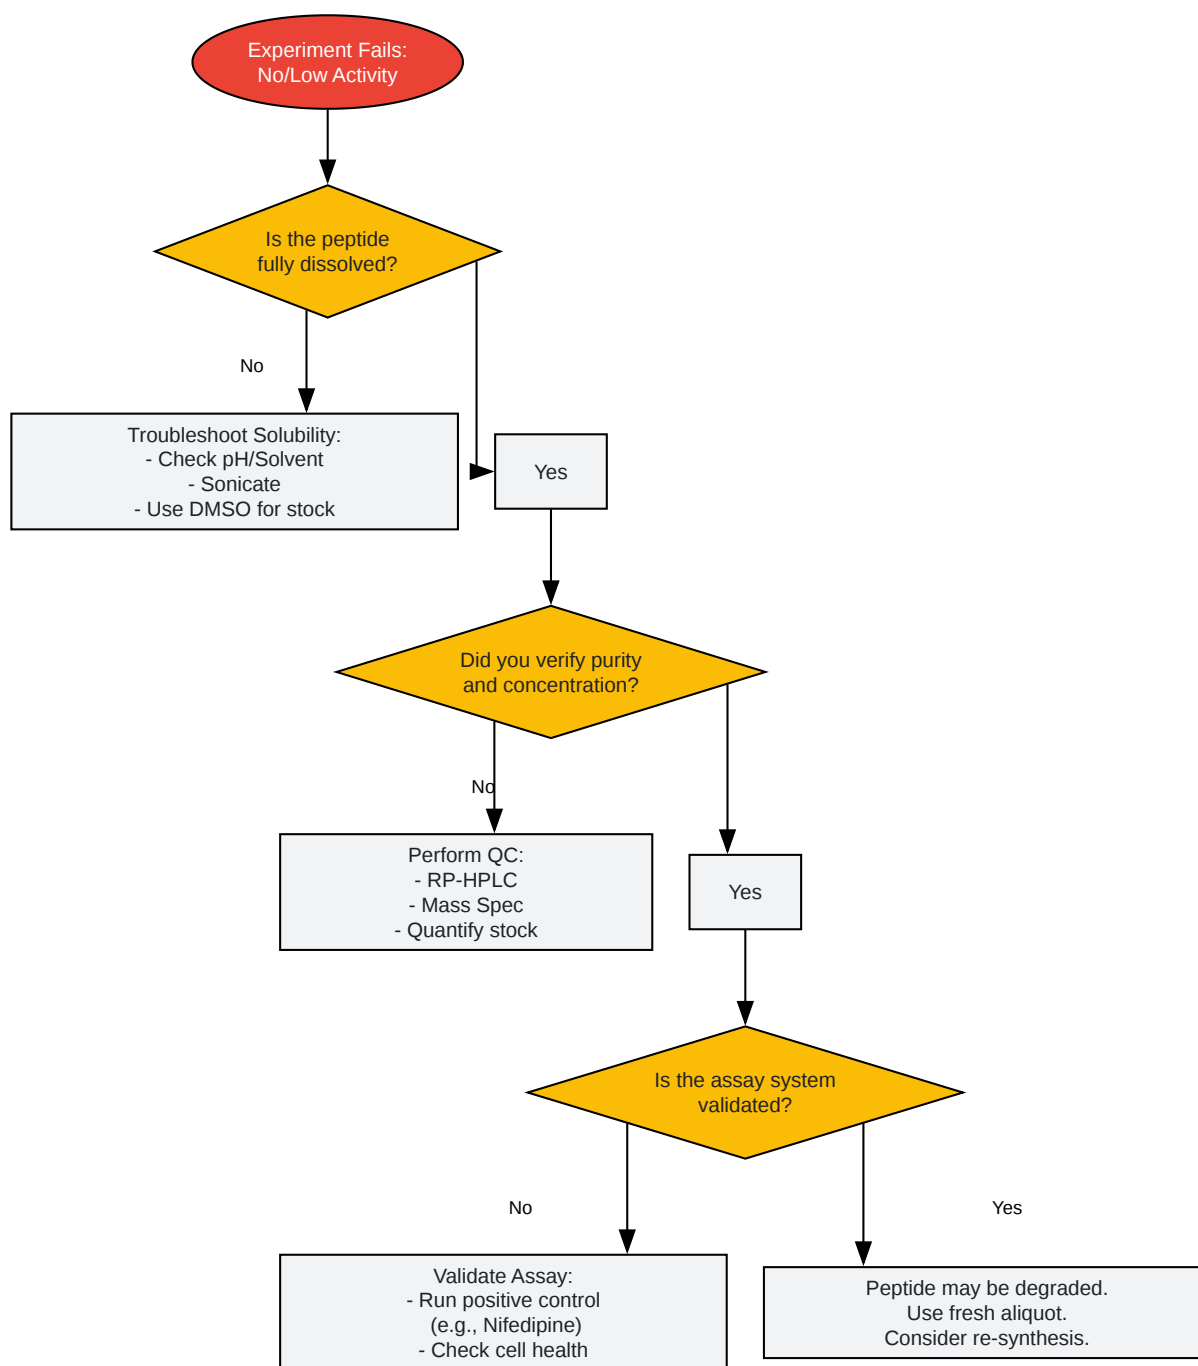 Experiment Fails:
No/Low Activity
Is the peptide
fully dissolved?
No
Troubleshoot Solubility:
- Check pH/Solvent
- Sonicate
- Use DMSO for stock
Yes
Did you verify purity
and concentration?
No
Perform QC:
- RP-HPLC
- Mass Spec
- Quantify stock
Yes
Is the assay system
validated?
No
Yes
Validate Assay:
- Run positive control
(e.g., Nifedipine)
- Check cell health
Peptide may be degraded.
Use fresh aliquot.
Consider re-synthesis.